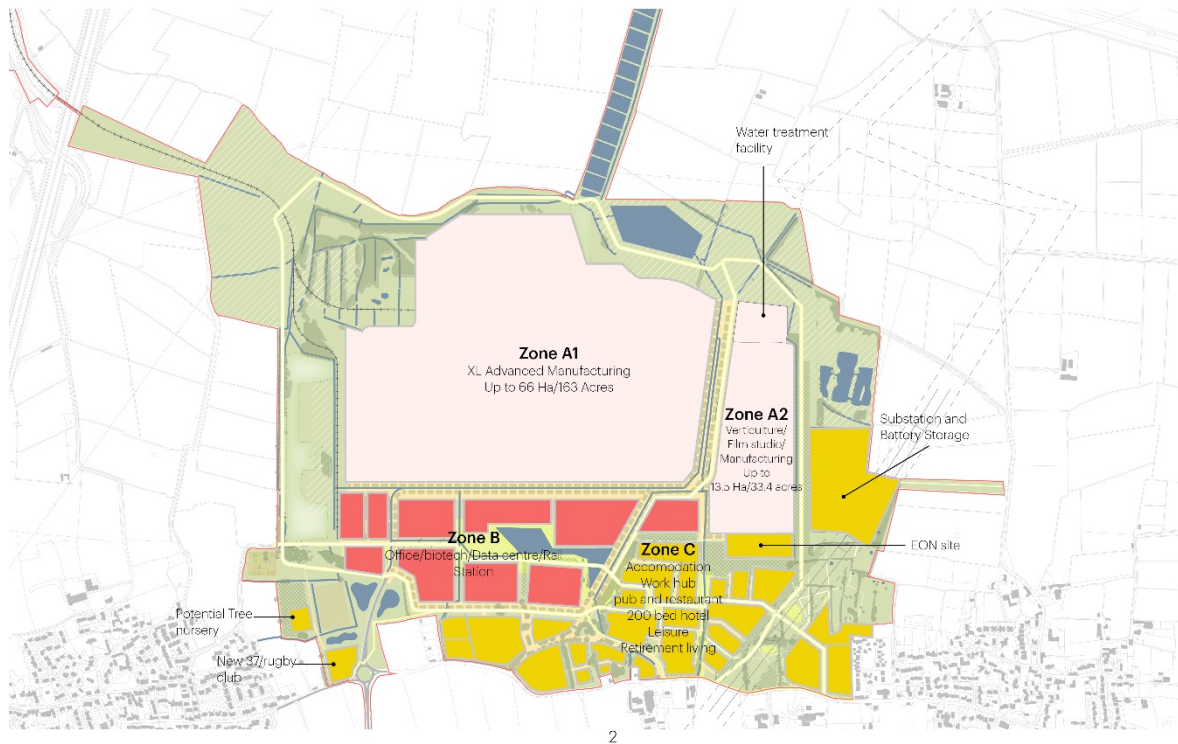 Water treatment
facility
Zone A1
XL Advanced Manufacturing
Up to 66 Ha/163 Acres
Zone A2
Verticulture/
Film studio/
Manufacturing
Up to
13.5 Ha/33.4 acres
Substation and
Battery Storage
EON site
Zone B
Office/biotech/Data centre/Rail
Station
Zone C
Accomodation
Work hub
pub and restaurant
200 bed hotel
Leisure
Retirement living
Potential Tree
nursery
New 37/rugby
club
2